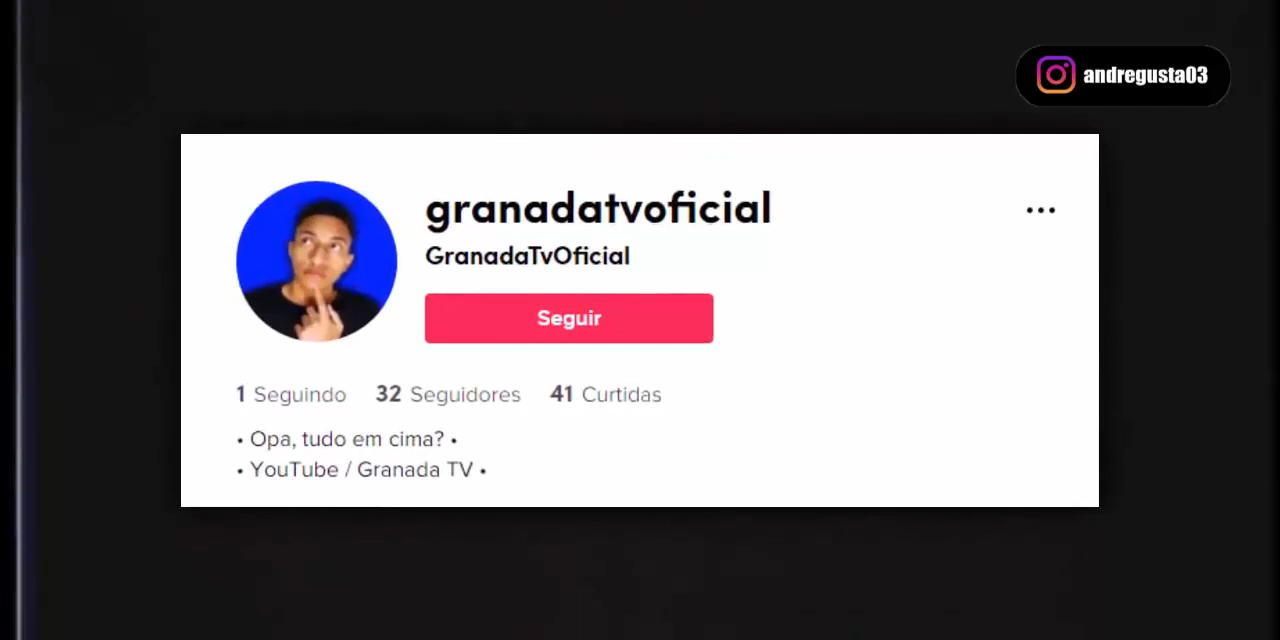 andregusta03
granadatvoficial
GranadaTvOficial
Seguir
1 Seguindo 32 Seguidores 41 Curtidas
• Opa, tudo em cima? •
• YouTube / Granada TV •